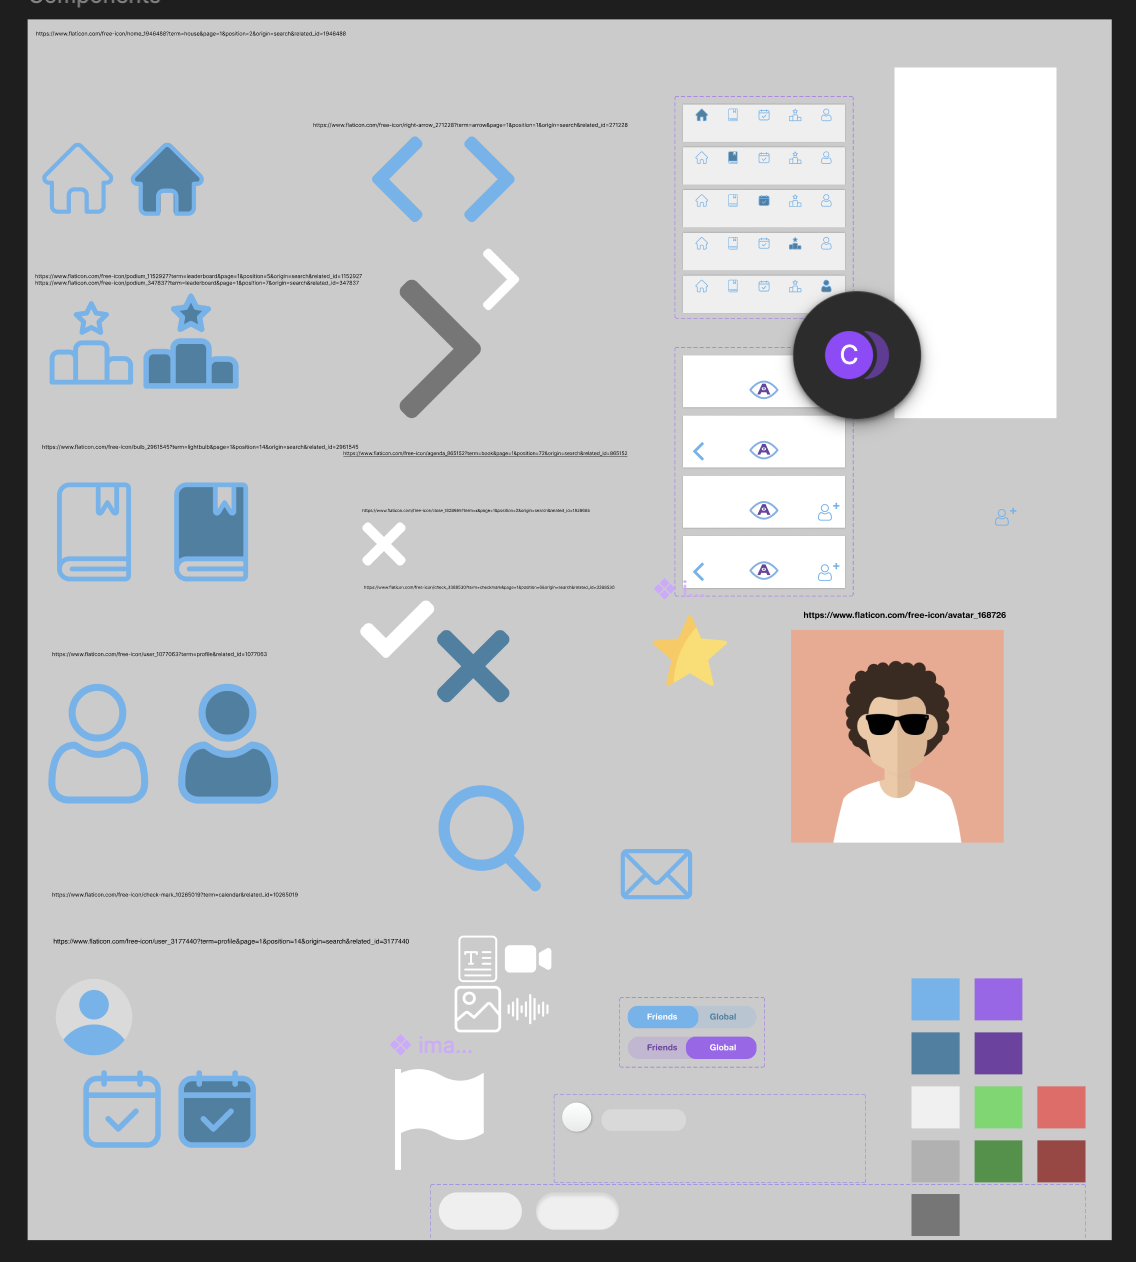 Components
https://www.flaticon.com/free-icon/home_1946488?term=house&page=1&position=2&origin=search&related_id=1946488
https://www.flaticon.com/free-icon/right-arrow_271228?term=arrow&page=1&position=1&origin=search&related_id=271228
https://www.flaticon.com/free-icon/podium_1152927?term=leaderboard&page=1&position=5&origin=search&related_id=1152927
https://www.flaticon.com/free-icon/podium_347837?term=leaderboard&page=1&position=7&origin=search&related_id=347837
C
A
https://www.flaticon.com/free-icon/bulb_2961545?term=lightbulb&page=1&position=14&origin=search&related_id=2961545
https://www.flaticon.com/free-icon/agenda_865152?term=book&page=1&position=72&origin=search&related_id=865152
A
A
A
i...
https://www.flaticon.com/free-icon/avatar_168726
https://www.flaticon.com/free-icon/user_1077063?term=profile&related_id=1077063
https://www.flaticon.com/free-icon/check-mark_10265019?term=calendar&related_id=10265019
https://www.flaticon.com/free-icon/user_3177440?term=profile&page=1&position=14&origin=search&related_id=3177440
T
Friends Global
Friends Global
ima...